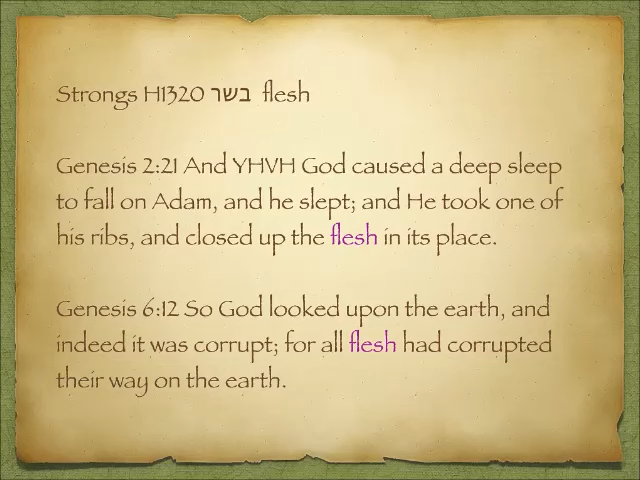 Strongs H1320 בשר flesh
Genesis 2:21 And YHVH God caused a deep sleep
to fall on Adam, and he slept; and He took one of
his ribs, and closed up the flesh in its place.
Genesis 6:12 So God looked upon the earth, and
indeed it was corrupt; for all flesh had corrupted
their way on the earth.